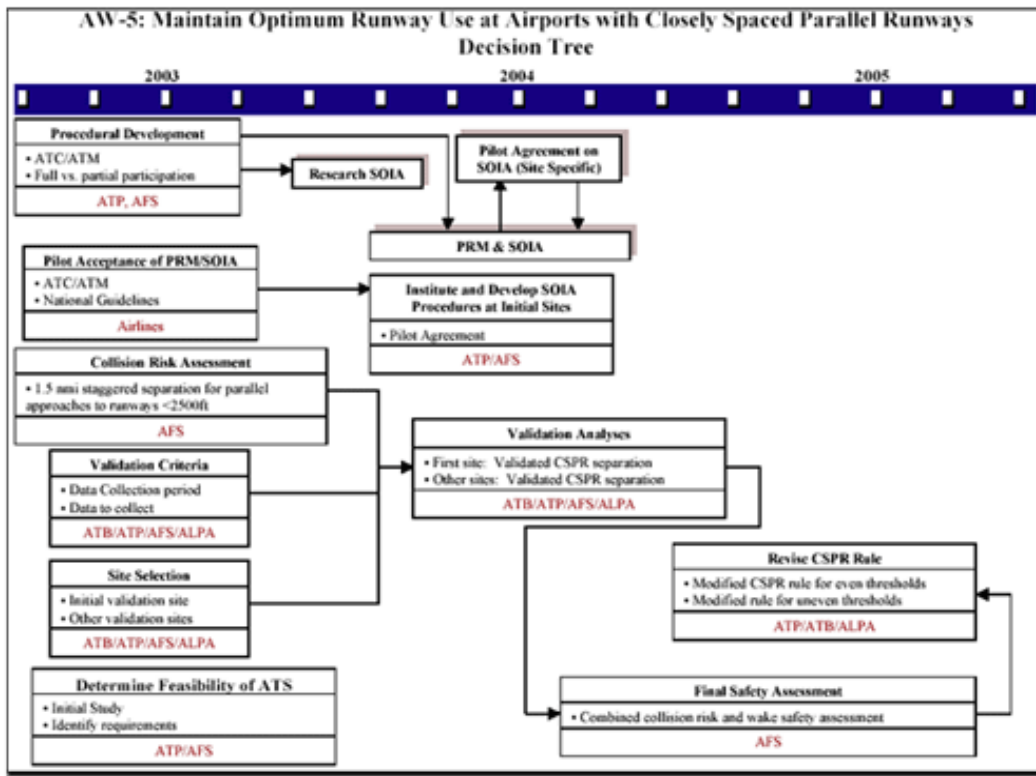 AW-5: Maintain Optimum Runway Use at Airports with Closely Spaced Parallel Runways
Decision Tree
2003
2004
2005
Procedural Development
• ATC/ATM
• Full vs. partial participation
ATP, AFS
Research SOIA
Pilot Agreement on
SOIA (Site Specific)
PRM & SOIA
Pilot Acceptance of PRM/SOIA
• ATC/ATM
• National Guidelines
Airlines
Institute and Develop SOIA
Procedures at Initial Sites
• Pilot Agreement
ATP/AFS
Collision Risk Assessment
• 1.5 nmi staggered separation for parallel
approaches to runways <2500ft
AFS
Validation Criteria
• Data Collection period
• Data to collect
ATB/ATP/AFS/ALPA
Validation Analyses
• First site: Validated CSPR separation
• Other sites: Validated CSPR separation
ATB/ATP/AFS/ALPA
Site Selection
• Initial validation site
• Other validation sites
ATB/ATP/AFS/ALPA
Revise CSPR Rule
• Modified CSPR rule for even thresholds
• Modified rule for uneven thresholds
ATP/ATB/ALPA
Determine Feasibility of ATS
• Initial Study
• Identify requirements
ATP/AFS
Final Safety Assessment
• Combined collision risk and wake safety assessment
AFS